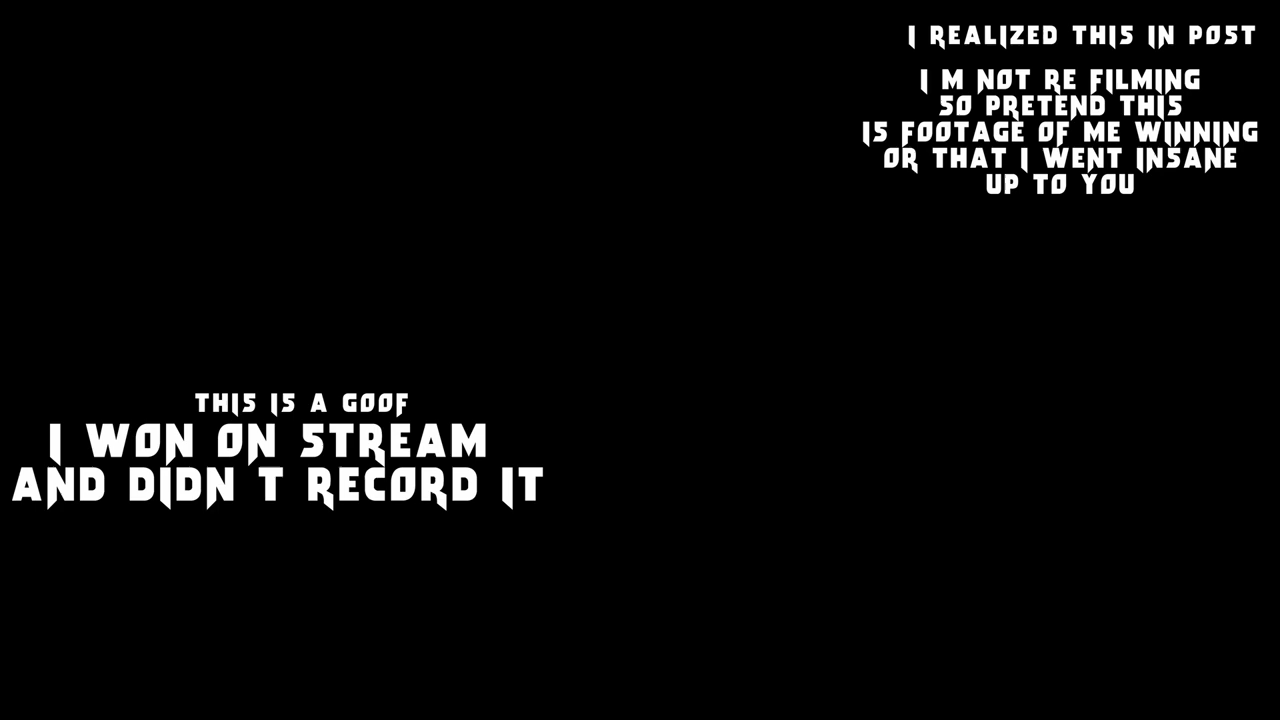 I REALIZED THIS IN POST
I M NOT RE FILMING
SO PRETEND THIS
IS FOOTAGE OF ME WINNING
OR THAT I WENT INSANE
UP TO YOU
THIS IS A GOOF
I WON ON STREAM
AND DIDN T RECORD IT